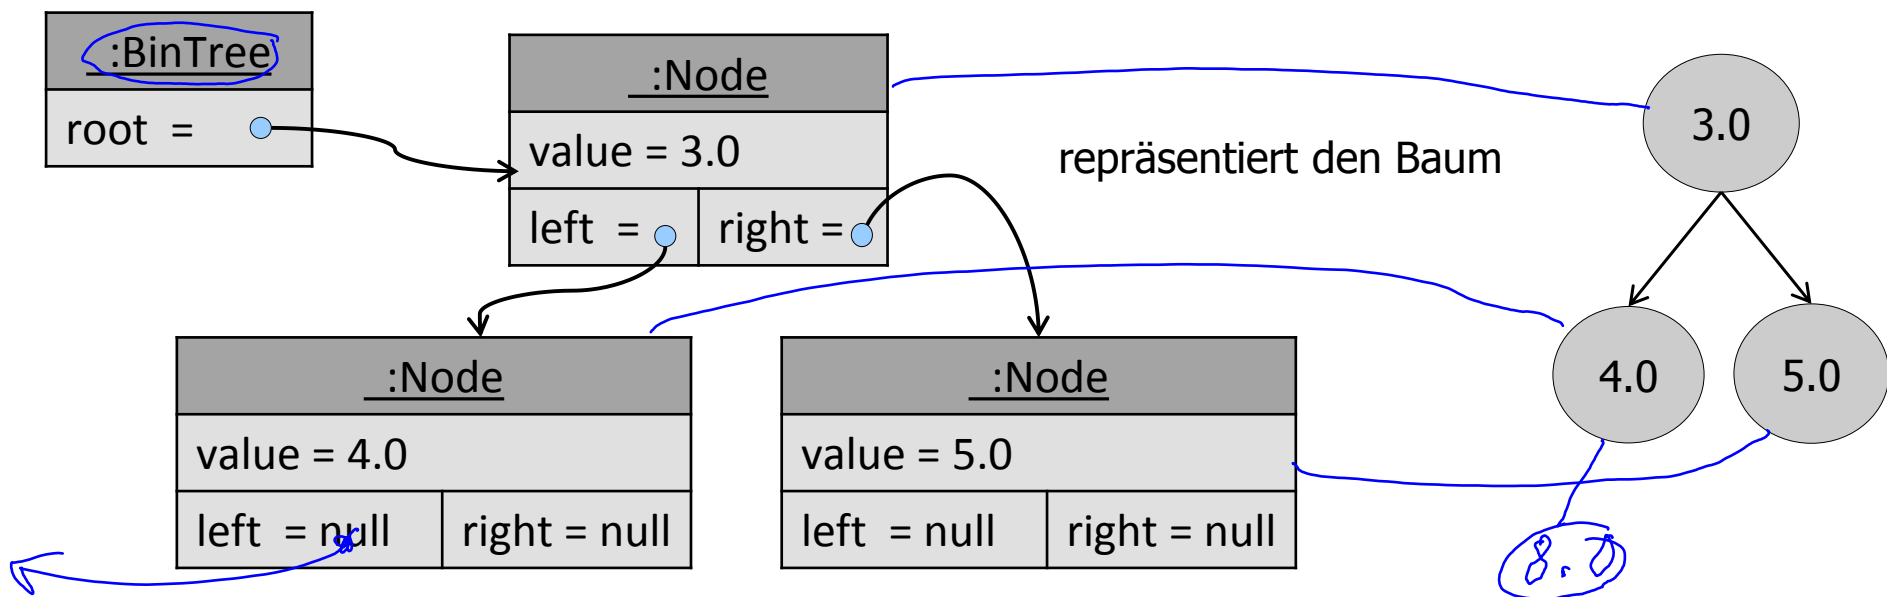 :BinTree
root =
:Node
value = 3.0
left =
right =
repräsentiert den Baum
3.0
4.0
5.0
:Node
value = 4.0
left = null
right = null
:Node
value = 5.0
left = null
right = null